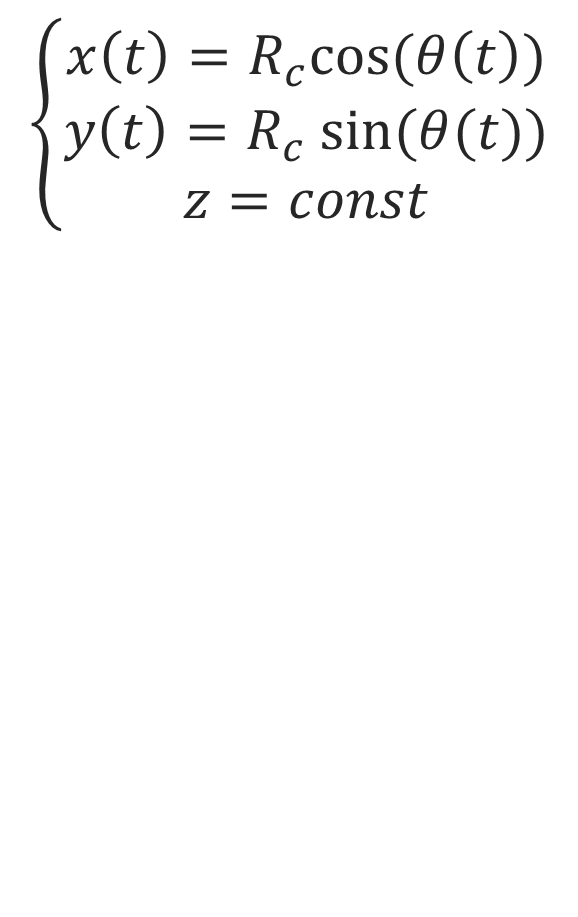 x(t) = R_c cos(θ(t))
y(t) = R_c sin(θ(t))
z = const